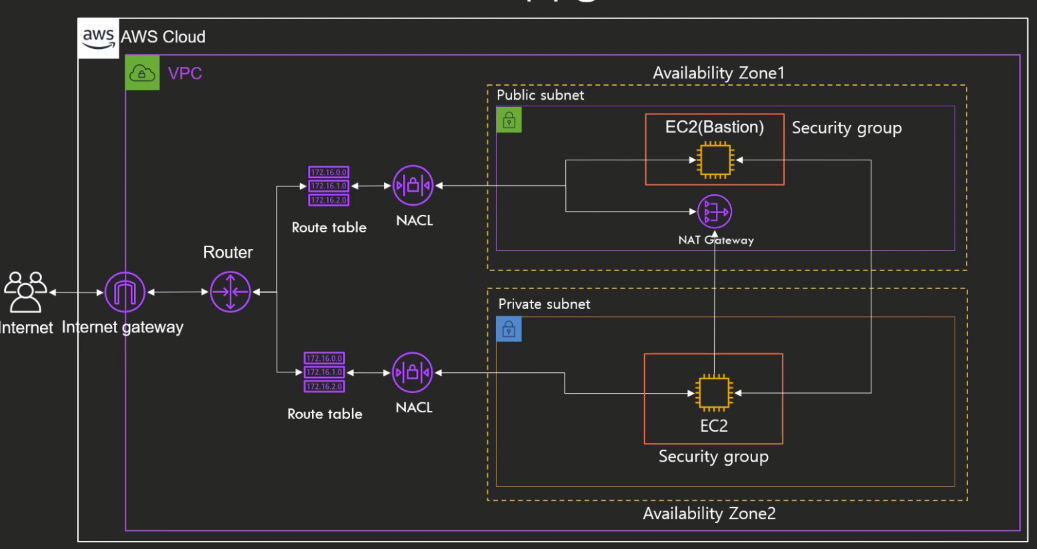 aws AWS Cloud
VPC
Availability Zone1
Public subnet
EC2(Bastion)
Security group
172.16.0.0
172.16.1.0
172.16.2.0
Route table
NACL
NAT Gateway
Router
Internet
Internet gateway
Private subnet
172.16.0.0
172.16.1.0
172.16.2.0
Route table
NACL
EC2
Security group
Availability Zone2